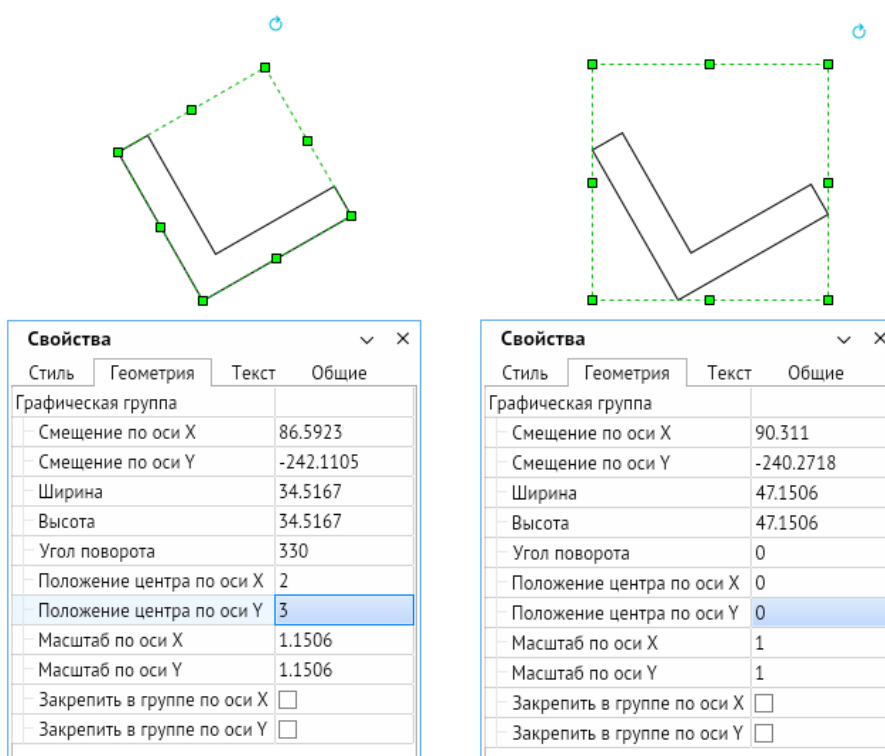 Свойства
Стиль Геометрия Текст Общие
Графическая группа
Смещение по оси X 86.5923
Смещение по оси Y -242.1105
Ширина 34.5167
Высота 34.5167
Угол поворота 330
Положение центра по оси X 2
Положение центра по оси Y 3
Масштаб по оси X 1.1506
Масштаб по оси Y 1.1506
Закрепить в группе по оси X
Закрепить в группе по оси Y
Свойства
Стиль Геометрия Текст Общие
Графическая группа
Смещение по оси X 90.311
Смещение по оси Y -240.2718
Ширина 47.1506
Высота 47.1506
Угол поворота 0
Положение центра по оси X 0
Положение центра по оси Y 0
Масштаб по оси X 1
Масштаб по оси Y 1
Закрепить в группе по оси X
Закрепить в группе по оси Y